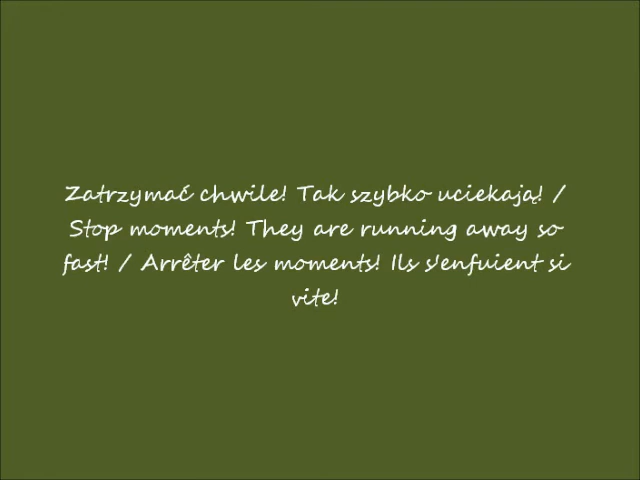 Zatrzymać chwile! Tak szybko uciekają! /
Stop moments! They are running away so
fast! / Arrêter les moments! Ils s'enfuient si
vite!